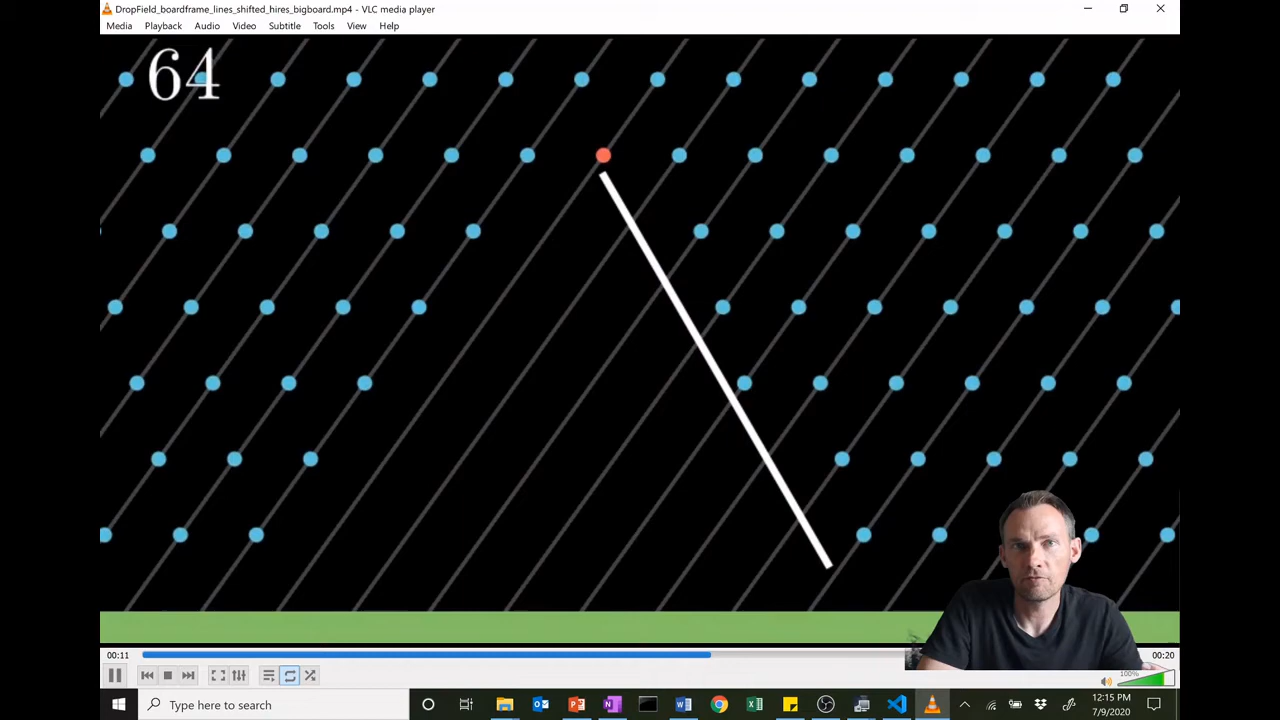 DropField_boardframe_lines_shifted_hires_bigboard.mp4 - VLC media player
Media Playback Audio Video Subtitle Tools View Help
64
00:11
00:20
100%
Type here to search
12:15 PM
7/9/2020